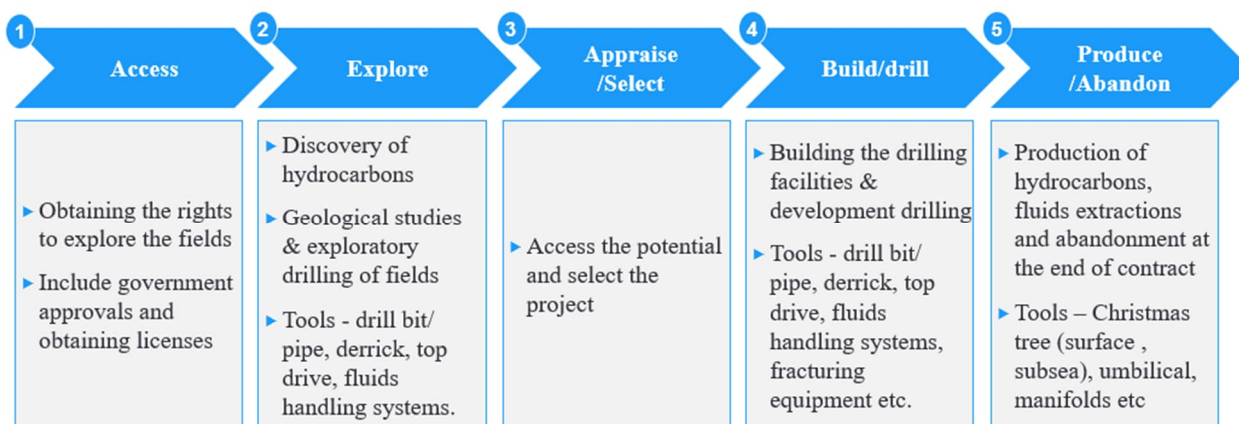 1
Access
2
Explore
3
Appraise
/Select
4
Build/drill
5
Produce
/Abandon
Obtaining the rights
to explore the fields
Include government
approvals and
obtaining licenses
Discovery of
hydrocarbons
Geological studies
& exploratory
drilling of fields
Tools - drill bit/
pipe, derrick, top
drive, fluids
handling systems.
Access the potential
and select the
project
Building the drilling
facilities &
development drilling
Tools - drill bit/
pipe, derrick, top
drive, fluids
handling systems,
fracturing
equipment etc.
Production of
hydrocarbons,
fluids extractions
and abandonment at
the end of contract
Tools – Christmas
tree (surface ,
subsea), umbilical,
manifolds etc